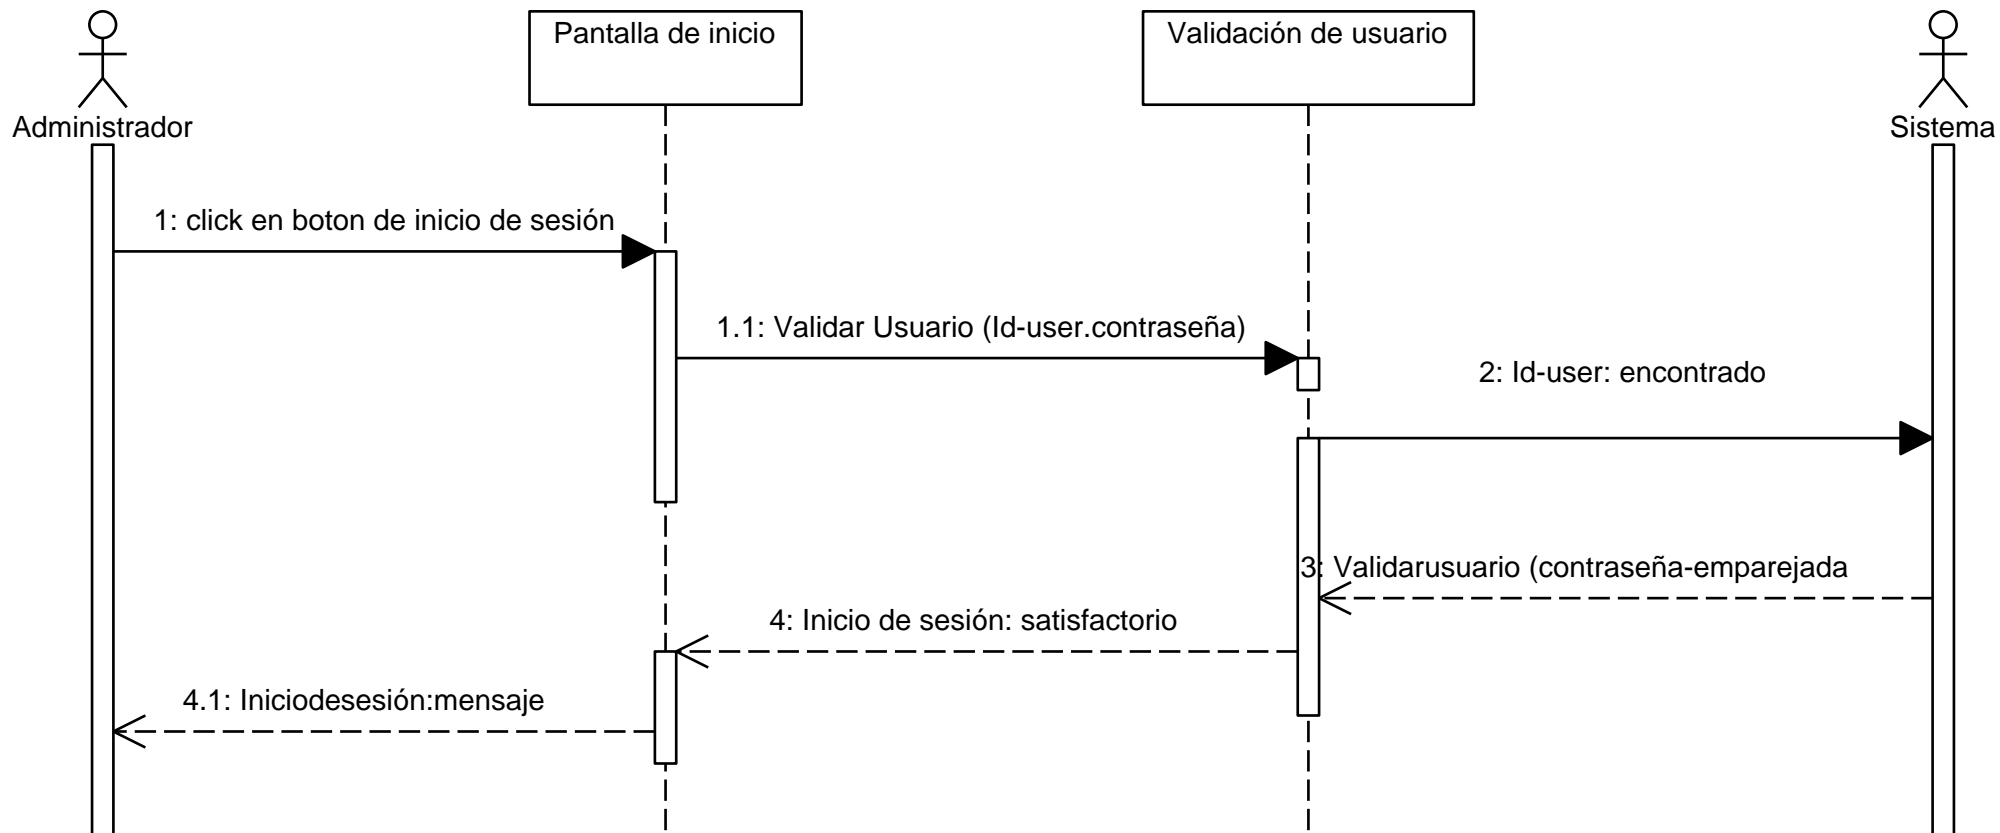 Pantalla de inicio
Validación de usuario
Administrador
Sistema
1: click en boton de inicio de sesión
1.1: Validar Usuario (Id-user.contraseña)
2: Id-user: encontrado
3: Validarusuario (contraseña-emparejada
4: Inicio de sesión: satisfactorio
4.1: Iniciodesesión:mensaje